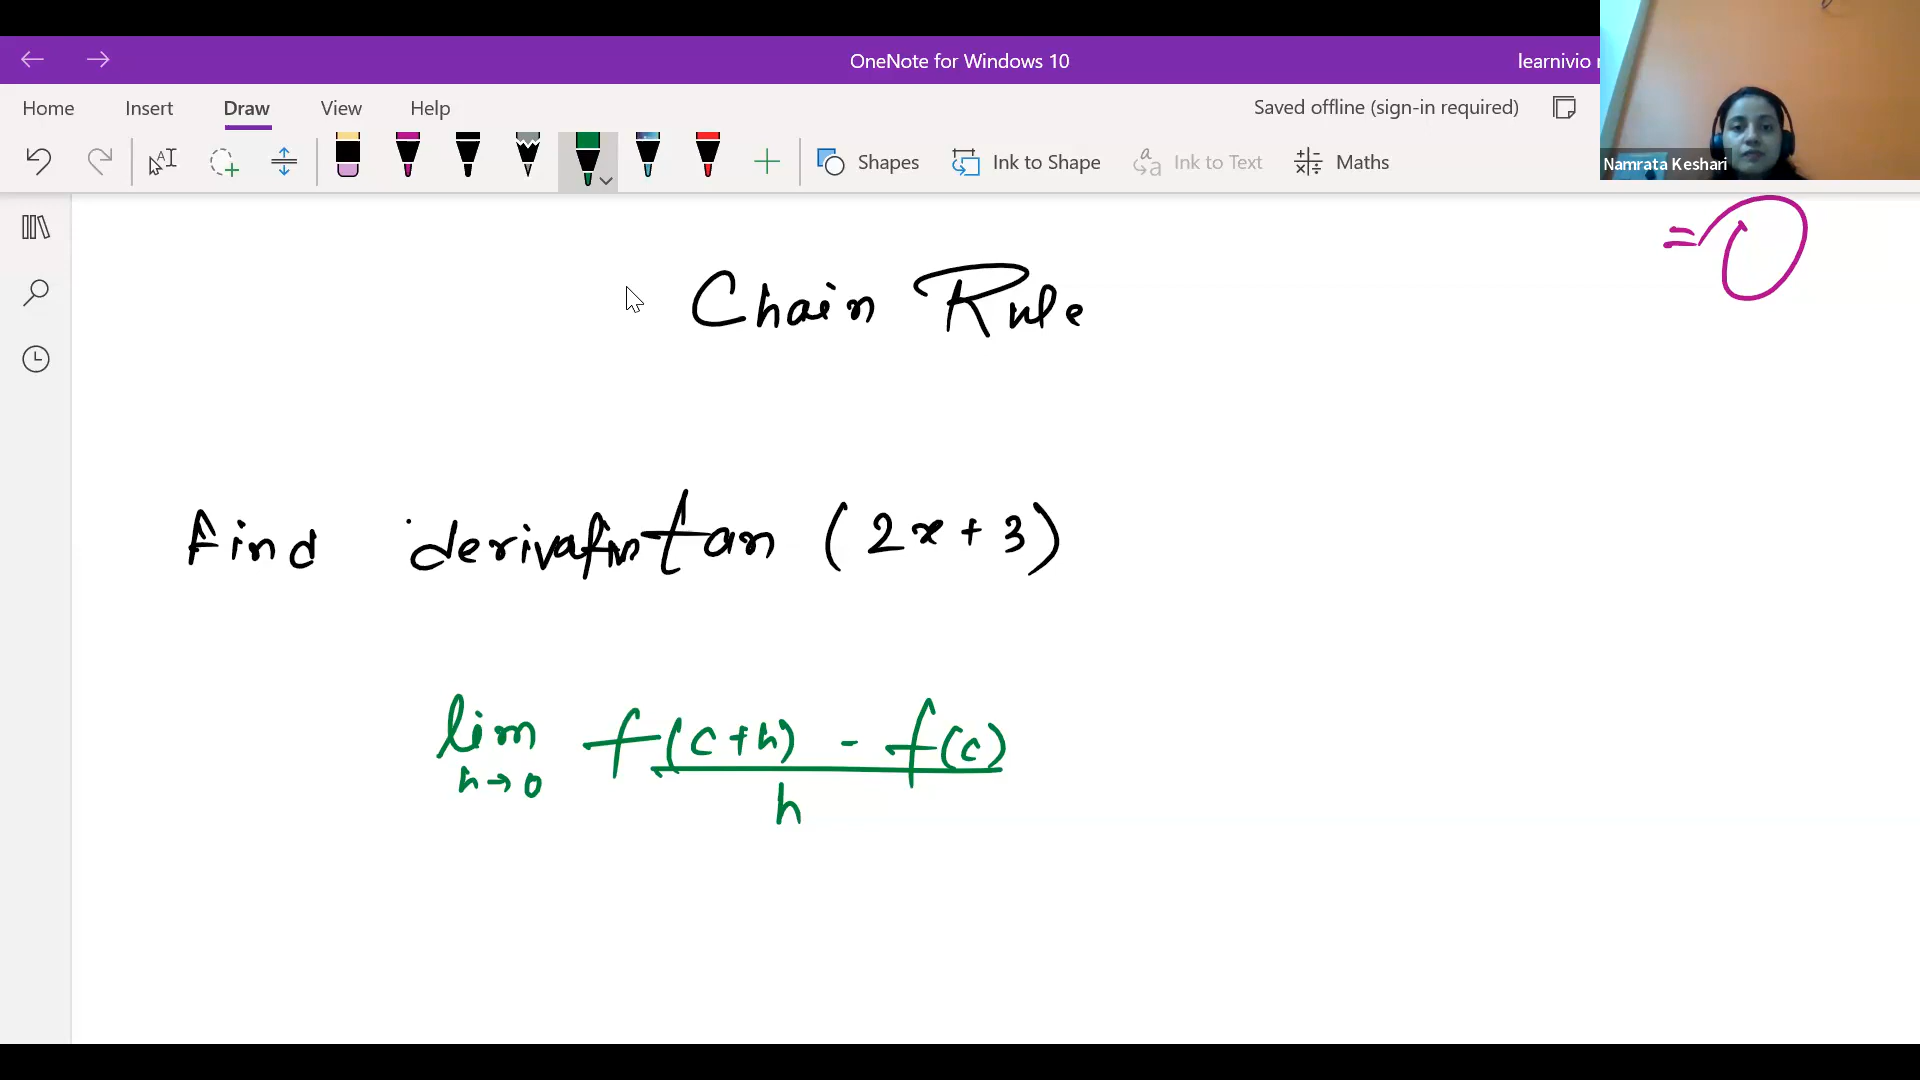 OneNote for Windows 10
learnivio
Home Insert Draw View Help
Saved offline (sign-in required)
Shapes Ink to Shape Ink to Text Maths
Namrata Keshari
= 0
Chain Rule
find derivativ tan (2x+3)
lim f(c+h) - f(c)
h→0 h